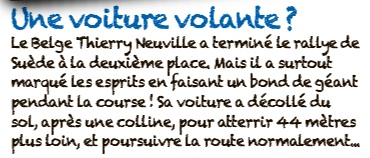 Une voiture volante ?
Le Belge Thierry Neuville a terminé le rallye de
Suède à la deuxième place. Mais il a surtout
marqué les esprits en faisant un bond de géant
pendant la course ! Sa voiture a décollé du
sol, après une colline, pour atterrir 44 mètres
plus loin, et poursuivre la route normalement...